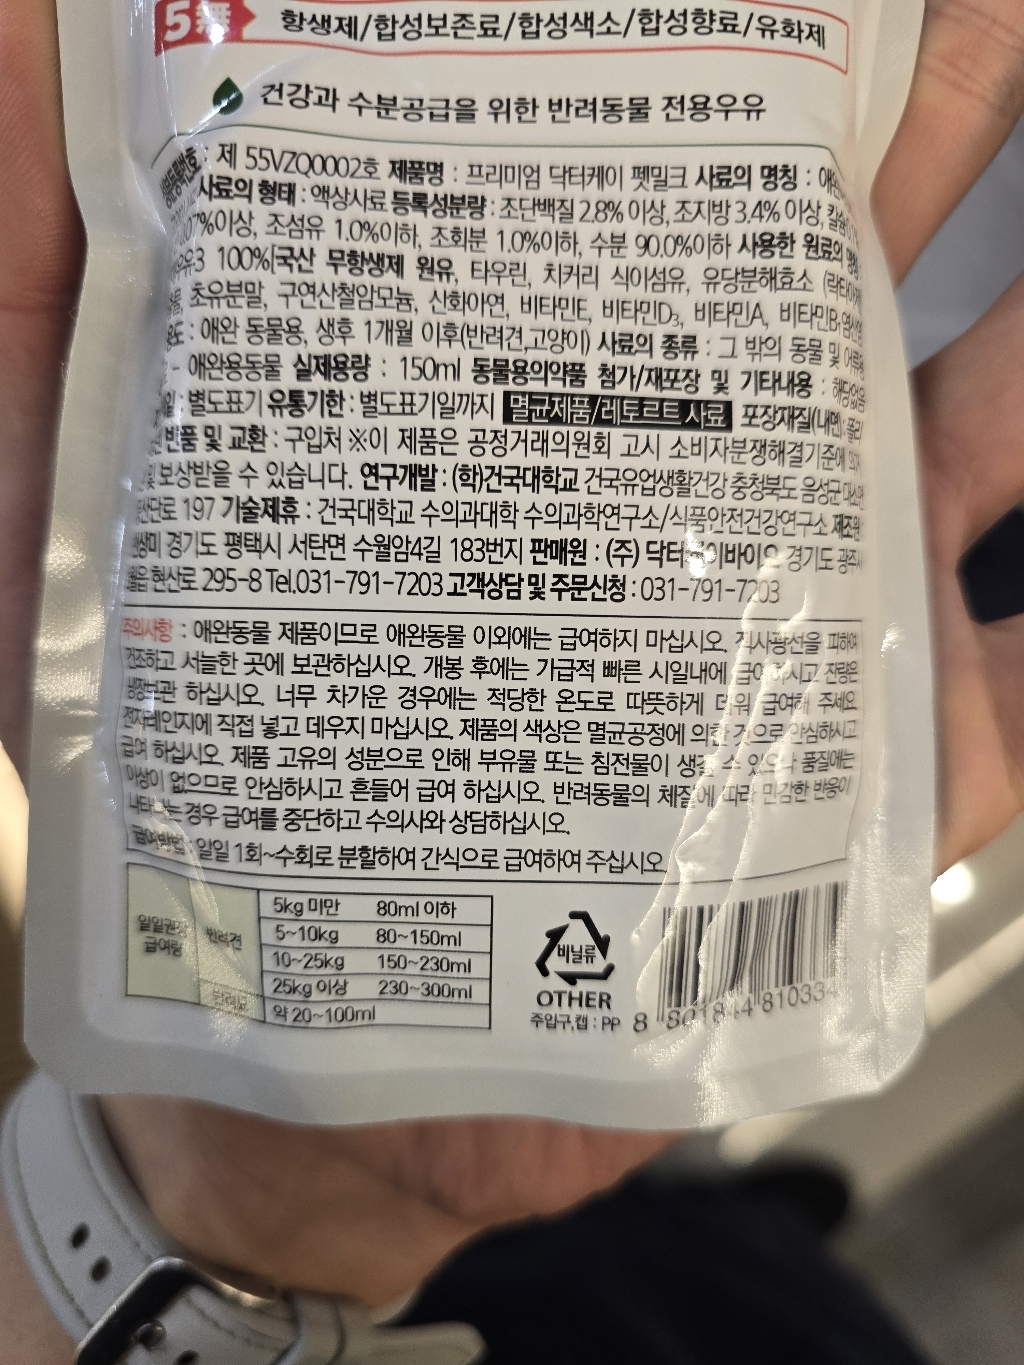 5無 항생제/합성보존료/합성색소/합성향료/유화제
건강과 수분공급을 위한 반려동물 전용우유
제 55VZQ0002호 제품명 : 프리미엄 닥터케이 펫밀크 사료의 명칭 :
사료의 형태 : 액상사료 등록성분량 : 조단백질 2.8% 이상, 조지방 3.4% 이상,
이상, 조섬유 1.0%이하, 조회분 1.0%이하, 수분 90.0%이하 사용한 원료의
100%[국산 무항생제 원유, 타우린, 치커리 식이섬유, 유당분해효소
초유분말, 구연산철암모늄, 산화아연, 비타민E, 비타민D₃, 비타민A,
용도 : 애완 동물용, 생후 1개월 이후(반려견,고양이) 사료의 종류 : 그 밖의 동물 및
- 애완용동물 실제용량 : 150ml 동물용의약품 첨가/재포장 및 기타내용 : 해당없음
별도표기 유통기한 : 별도표기일까지 멸균제품/레토르트 사료 포장재질(내면)
반품 및 교환 : 구입처 ※이 제품은 공정거래의원회 고시 소비자분쟁해결기준에
보상받을 수 있습니다. 연구개발 : (학)건국대학교 건국유업생활건강 충청북도 음성군
197 기술제휴 : 건국대학교 수의과대학 수의과학연구소/식품안전건강연구소 제조원
경기도 평택시 서탄면 수월암4길 183번지 판매원 : (주) 닥터케이바이오 경기도
현산로 295-8 Tel.031-791-7203 고객상담 및 주문신청 : 031-791-7203
주의사항 : 애완동물 제품이므로 애완동물 이외에는 급여하지 마십시오. 직사광선을 피하여
건조하고 서늘한 곳에 보관하십시오. 개봉 후에는 가급적 빠른 시일내에 급여하시고 잔량은
냉장보관 하십시오. 너무 차가운 경우에는 적당한 온도로 따뜻하게 데워 급여해 주세요.
전자레인지에 직접 넣고 데우지 마십시오. 제품의 색상은 멸균공정에 의한 것으로 안심하시고
급여 하십시오. 제품 고유의 성분으로 인해 부유물 또는 침전물이 생길 수 있으나 품질에는
이상이 없으므로 안심하시고 흔들어 급여 하십시오. 반려동물의 체질에 따라 민감한 반응이
나타나는 경우 급여를 중단하고 수의사와 상담하십시오.
급여방법 : 일일 1회~수회로 분할하여 간식으로 급여하여 주십시오.
일일권장 급여량
반려견
5kg 미만 80ml 이하
5~10kg 80~150ml
10~25kg 150~230ml
25kg 이상 230~300ml
약 20~100ml
비닐류
OTHER
주입구,캡 : PP
8 801844 810334